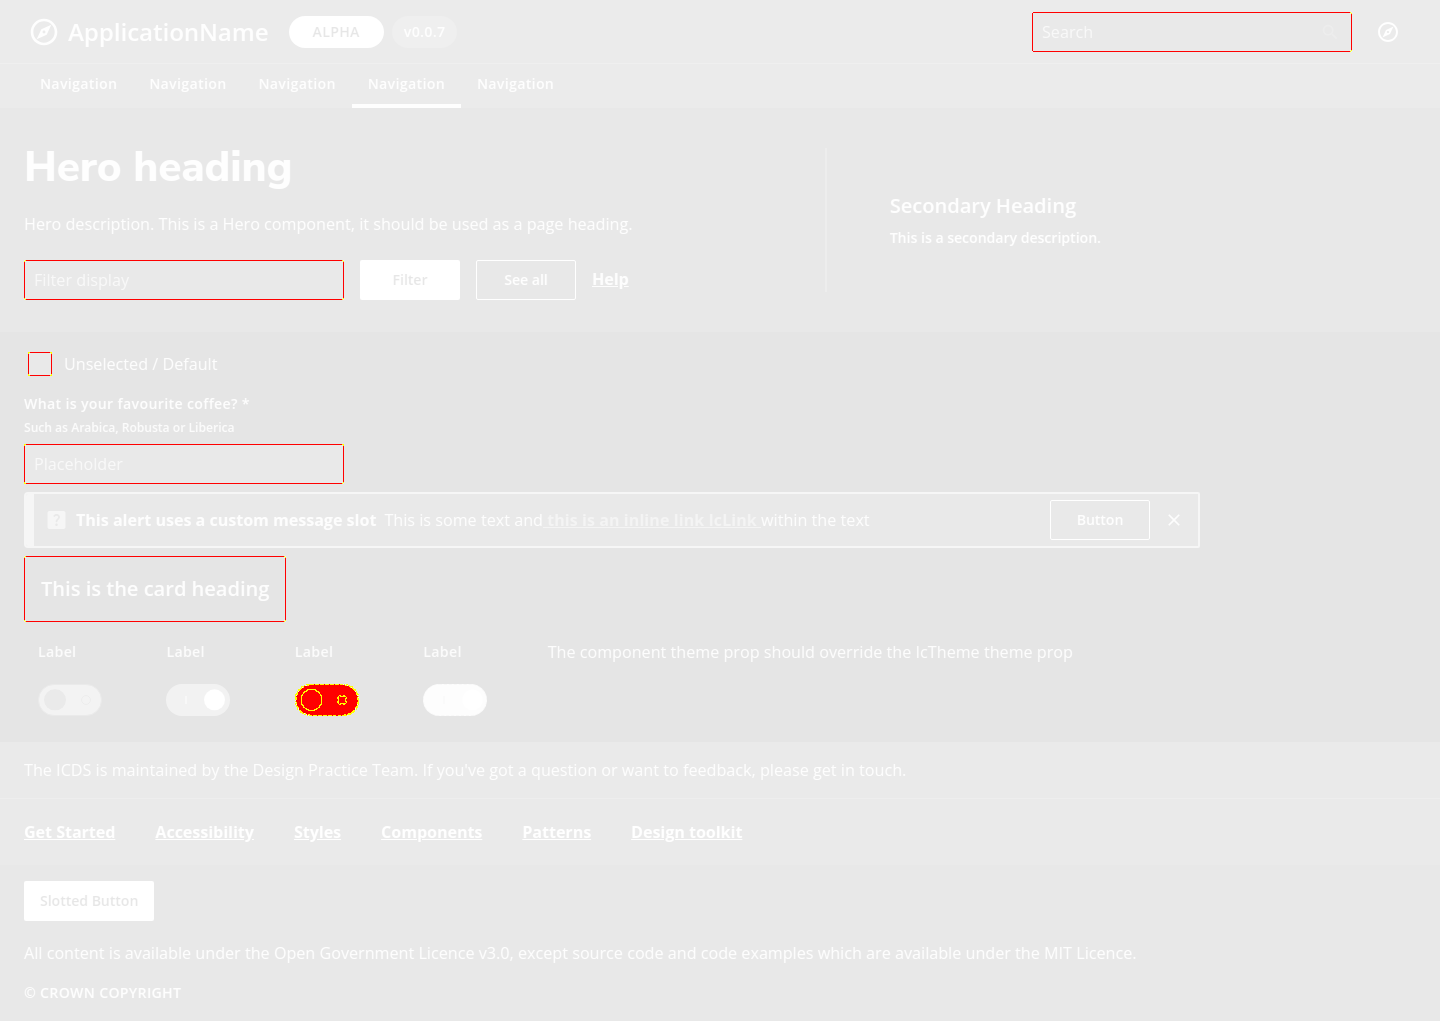 ApplicationName ALPHA v0.0.7 Search
Navigation Navigation Navigation Navigation Navigation
Hero heading
Hero description. This is a Hero component, it should be used as a page heading.
Filter display Filter See all Help
Secondary Heading
This is a secondary description.
Unselected / Default
What is your favourite coffee? *
Such as Arabica, Robusta or Liberica
Placeholder
This alert uses a custom message slot This is some text and this is an inline link IcLink within the text Button
This is the card heading
Label Label Label Label The component theme prop should override the IcTheme theme prop
The ICDS is maintained by the Design Practice Team. If you've got a question or want to feedback, please get in touch.
Get Started Accessibility Styles Components Patterns Design toolkit
Slotted Button
All content is available under the Open Government Licence v3.0, except source code and code examples which are available under the MIT Licence.
© CROWN COPYRIGHT